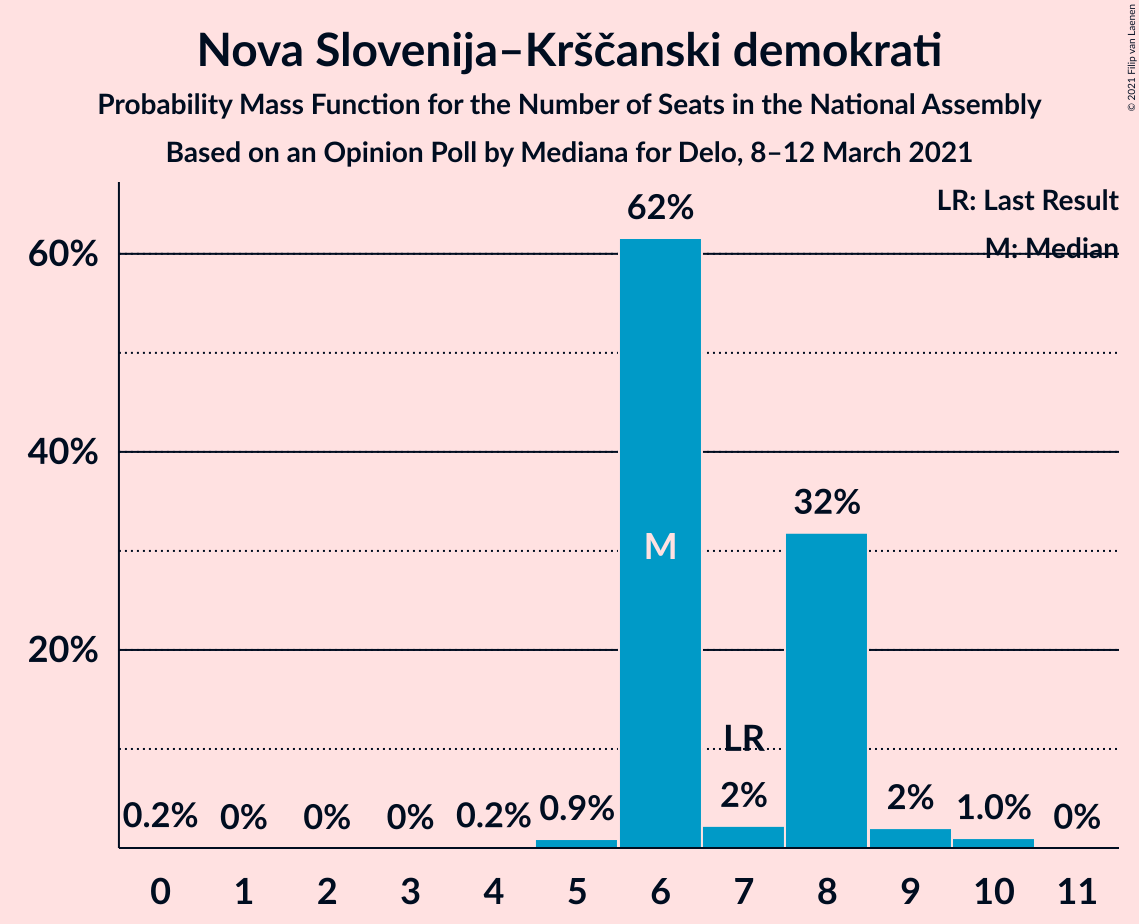 Nova Slovenija–Krščanski demokrati
Probability Mass Function for the Number of Seats in the National Assembly
Based on an Opinion Poll by Mediana for Delo, 8–12 March 2021
© 2021 Filip van Laenen
LR: Last Result
M: Median
60%
40%
20%
62%
32%
M
LR
0.2% 0% 0% 0% 0.2% 0.9% 2% 2% 1.0% 0%
0 1 2 3 4 5 6 7 8 9 10 11